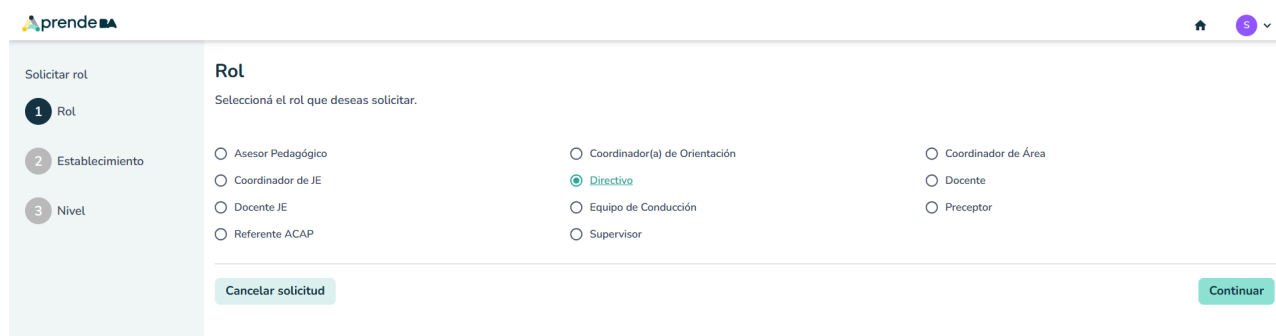 Aprende BA
S
Solicitar rol
1 Rol
2 Establecimiento
3 Nivel
Rol
Seleccioná el rol que deseas solicitar.
Asesor Pedagógico Coordinador(a) de Orientación Coordinador de Área
Coordinador de JE Directivo Docente
Docente JE Equipo de Conducción Preceptor
Referente ACAP Supervisor
Cancelar solicitud Continuar